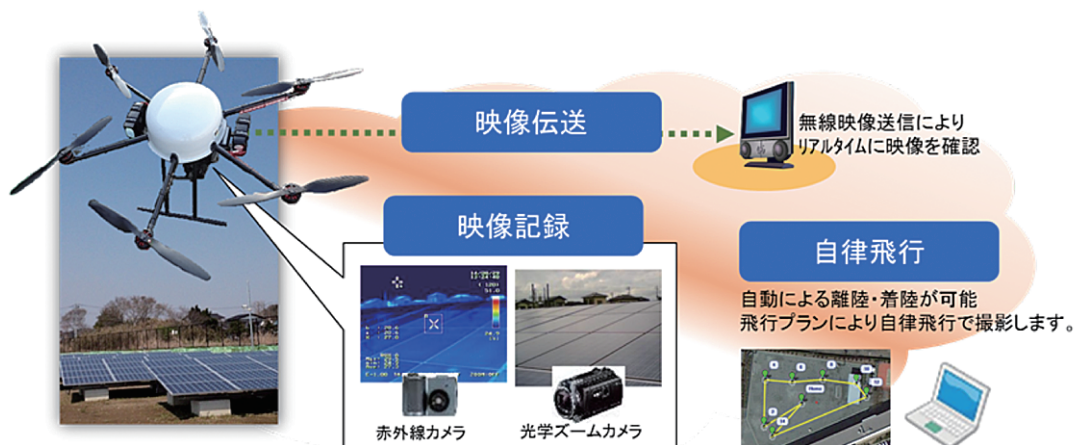 映像伝送
無線映像送信により
リアルタイムに映像を確認
映像記録
赤外線カメラ
光学ズームカメラ
自律飛行
自動による離陸・着陸が可能
飛行プランにより自律飛行で撮影します。
Home